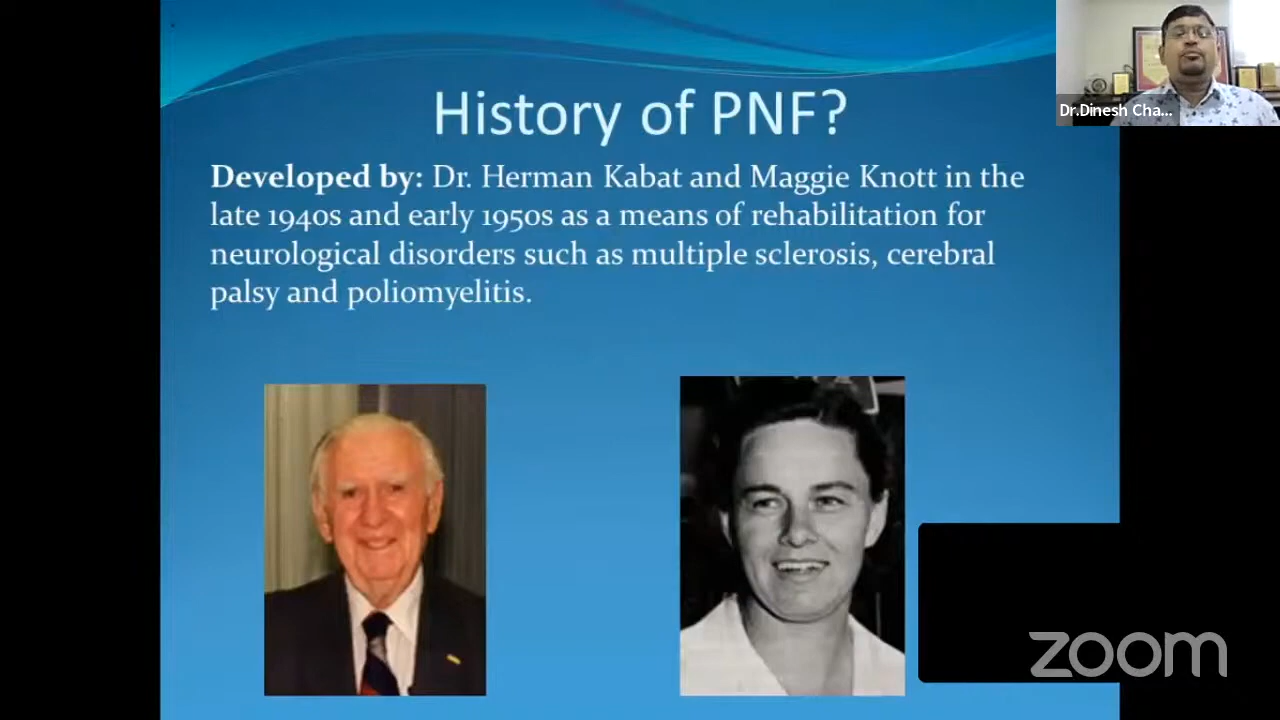 History of PNF?
Developed by: Dr. Herman Kabat and Maggie Knott in the
late 1940s and early 1950s as a means of rehabilitation for
neurological disorders such as multiple sclerosis, cerebral
palsy and poliomyelitis.
Dr.Dinesh Cha...
zoom